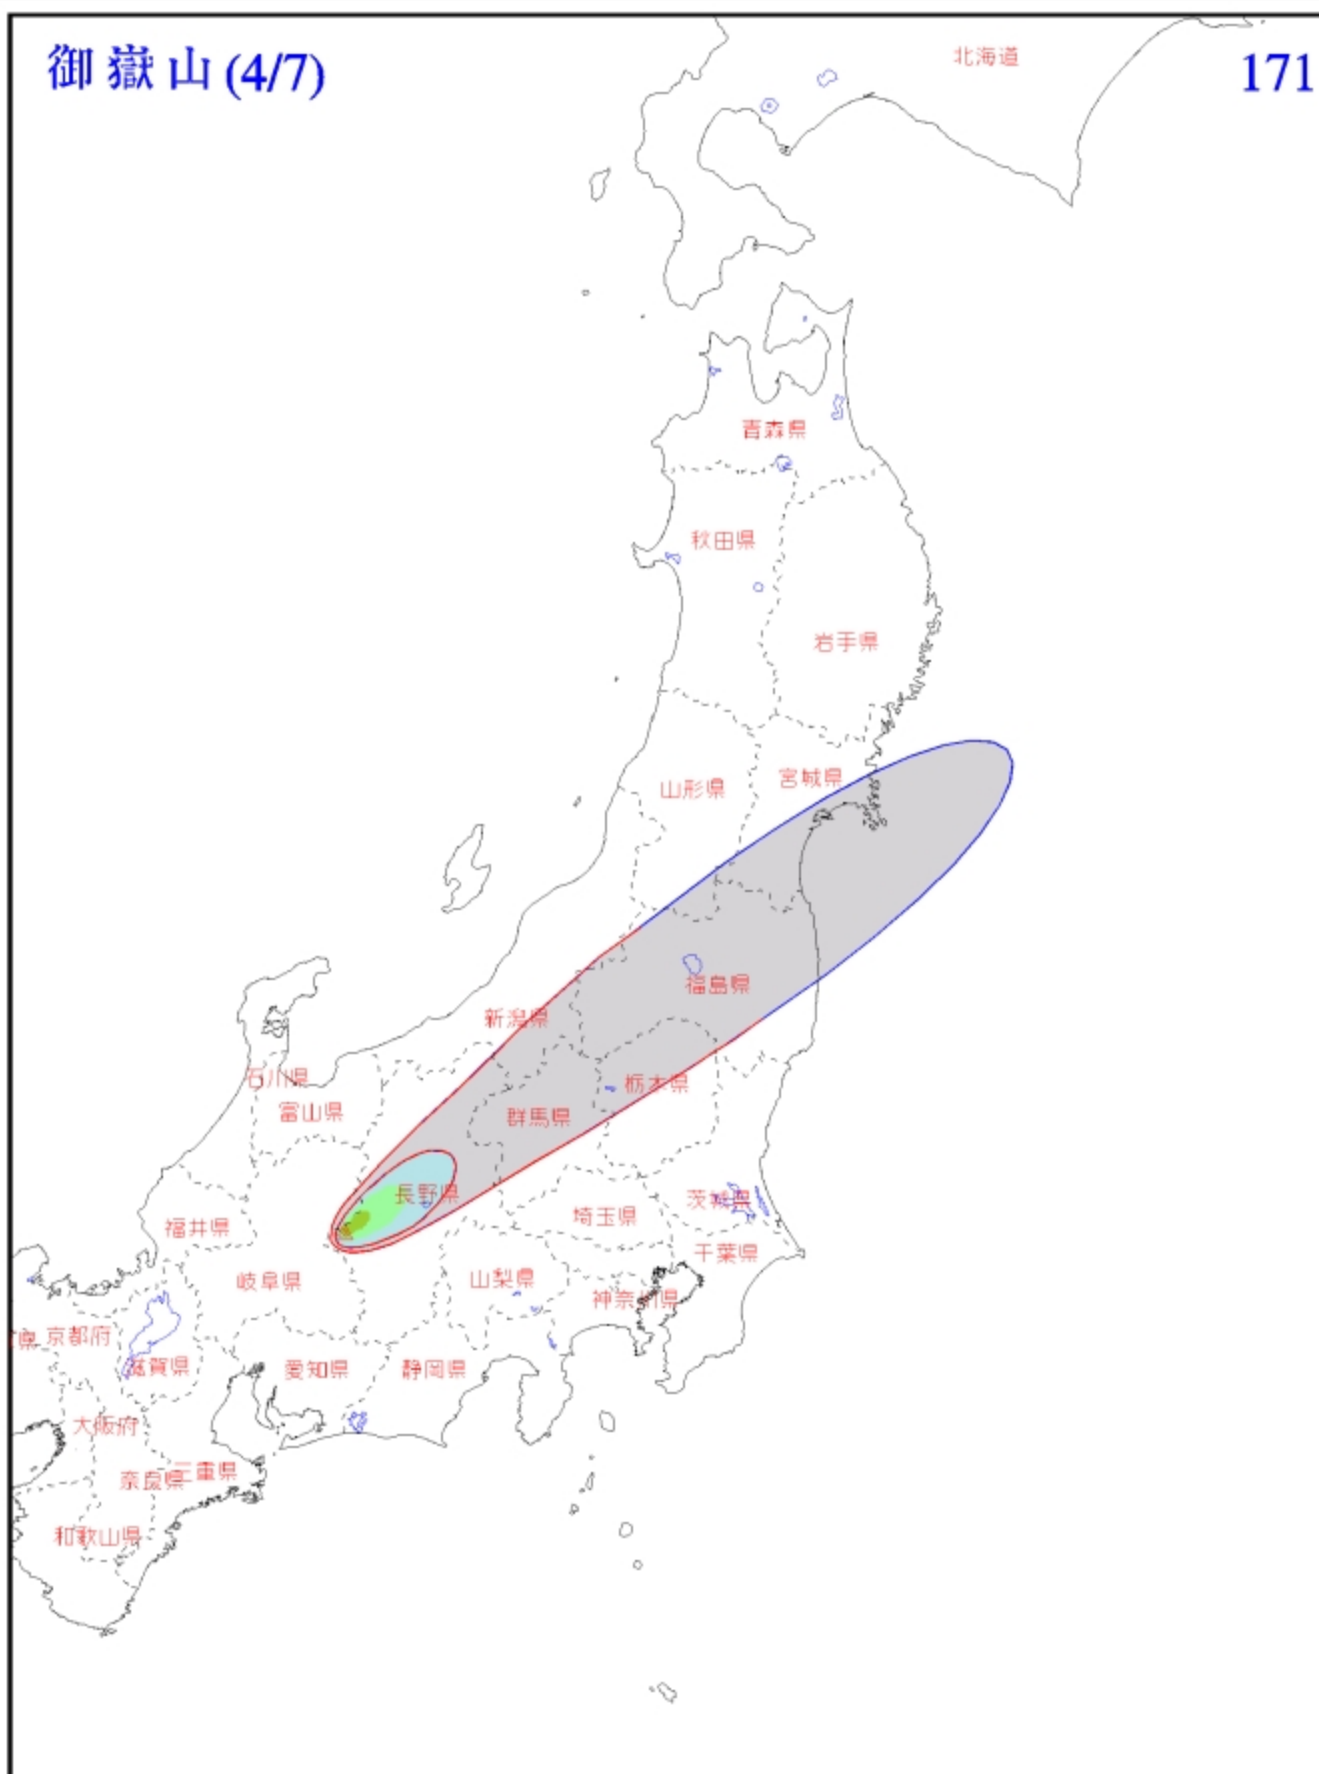 御嶽山 (4/7)
171
北海道
青森県
秋田県
岩手県
山形県
宮城県
福島県
新潟県
石川県
富山県
群馬県
栃木県
長野県
福井県
埼玉県
茨城県
千葉県
岐阜県
山梨県
神奈川県
県
京都府
滋賀県
愛知県
静岡県
大阪府
奈良県
三重県
和歌山県